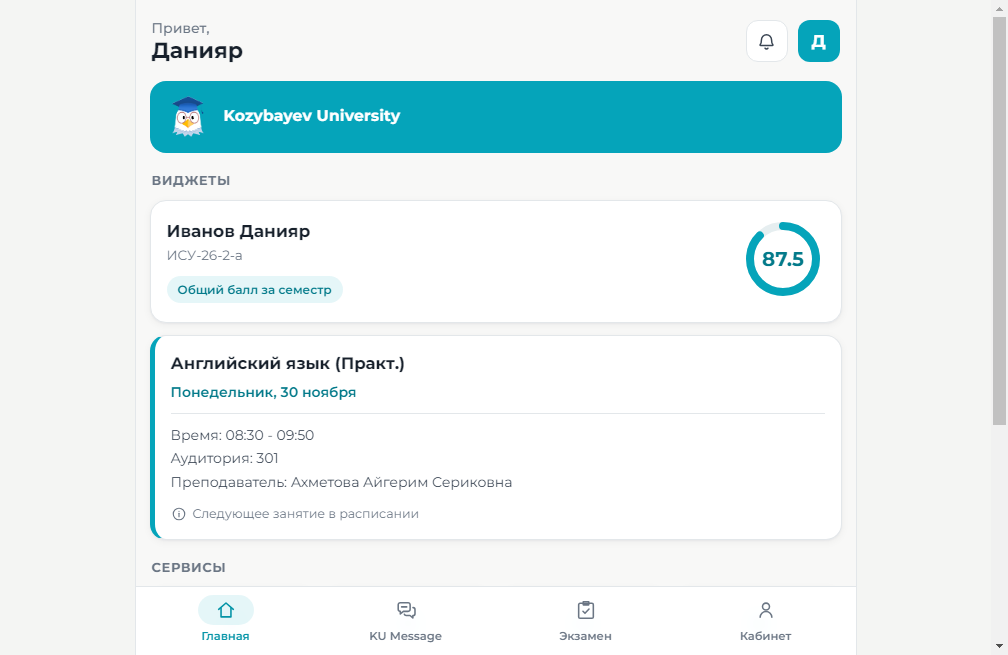 Привет,
Данияр
Д
Kozybayev University
ВИДЖЕТЫ
Иванов Данияр
ИСУ-26-2-а
Общий балл за семестр
87.5
Английский язык (Практ.)
Понедельник, 30 ноября
Время: 08:30 - 09:50
Аудитория: 301
Преподаватель: Ахметова Айгерим Сериковна
Следующее занятие в расписании
СЕРВИСЫ
Главная
KU Message
Экзамен
Кабинет